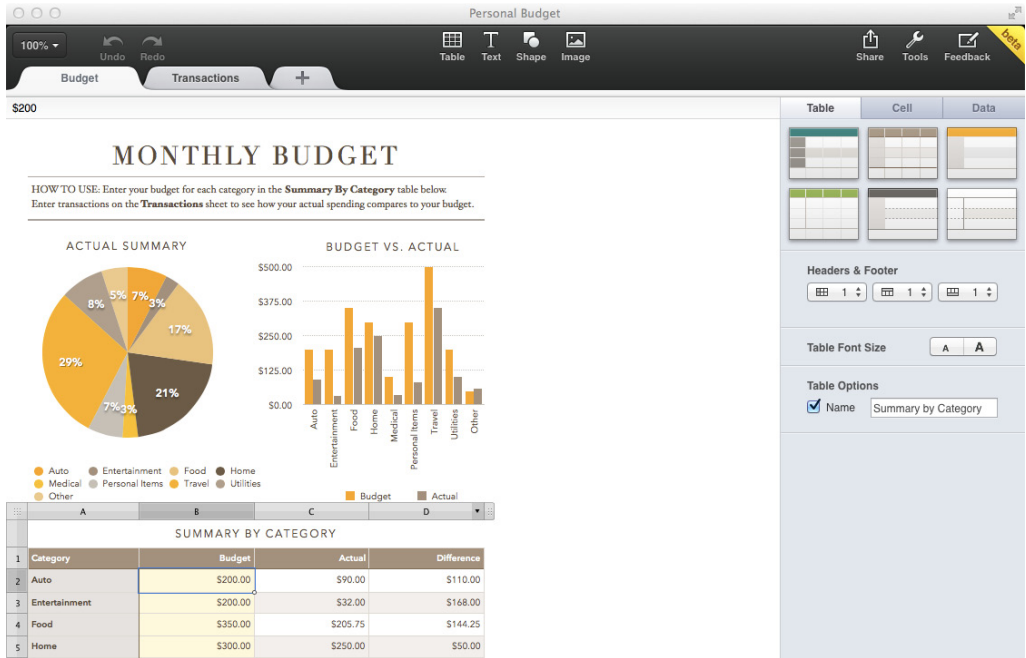 Personal Budget
100%
Undo
Redo
Table
Text
Shape
Image
Share
Tools
Feedback
beta
Budget
Transactions
+
$200
Table
Cell
Data
MONTHLY BUDGET
HOW TO USE: Enter your budget for each category in the Summary By Category table below.
Enter transactions on the Transactions sheet to see how your actual spending compares to your budget.
ACTUAL SUMMARY
5%
7%
3%
8%
17%
29%
21%
7%
3%
Auto
Entertainment
Food
Home
Medical
Personal Items
Travel
Utilities
Other
BUDGET VS. ACTUAL
$500.00
$375.00
$250.00
$125.00
$0.00
Auto
Entertainment
Food
Home
Medical
Personal Items
Travel
Utilities
Other
Budget
Actual
Headers & Footer
1
1
1
Table Font Size
A
A
Table Options
Name
Summary by Category
A B C D
SUMMARY BY CATEGORY
1 Category Budget Actual Difference
2 Auto $200.00 $90.00 $110.00
3 Entertainment $200.00 $32.00 $168.00
4 Food $350.00 $205.75 $144.25
5 Home $300.00 $250.00 $50.00